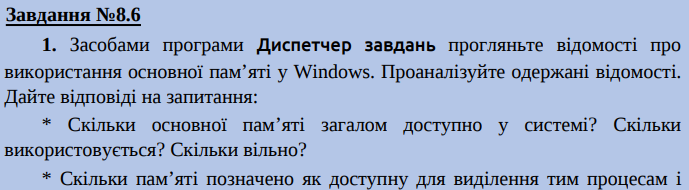 Завдання №8.6
1. Засобами програми Диспетчер завдань прогляньте відомості про
використання основної пам’яті у Windows. Проаналізуйте одержані відомості.
Дайте відповіді на запитання:
* Скільки основної пам’яті загалом доступно у системі? Скільки
використовується? Скільки вільно?
* Скільки пам’яті позначено як доступну для виділення тим процесам і